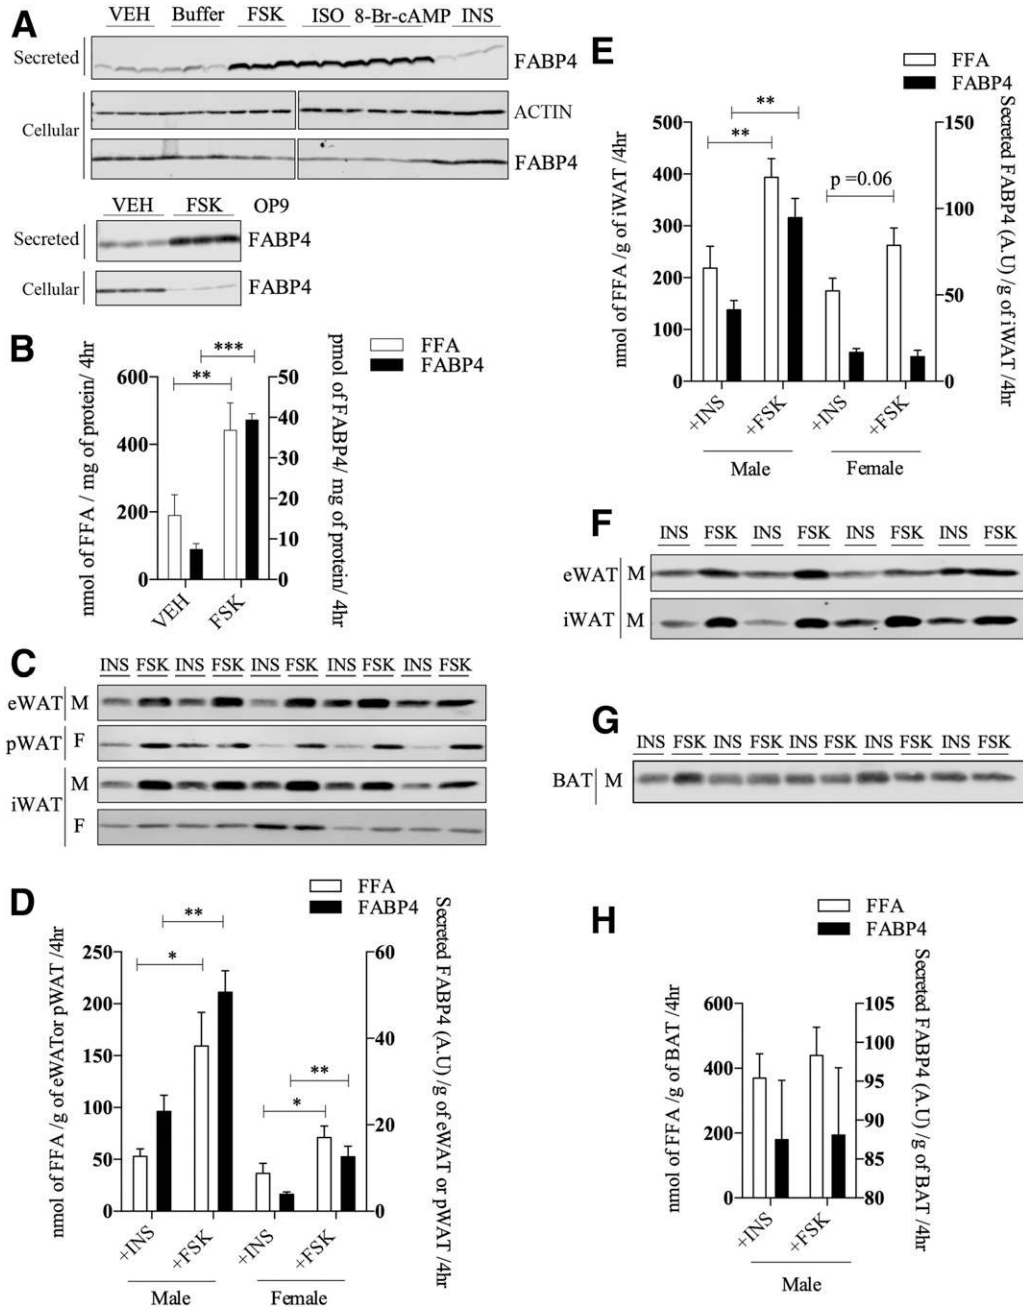 A
VEH Buffer FSK ISO 8-Br-cAMP INS
Secreted FABP4
Cellular
ACTIN
FABP4
VEH FSK OP9
Secreted FABP4
Cellular FABP4
B
FFA
FABP4
***
**
nmol of FFA / mg of protein/ 4hr
600
400
200
0
pmol of FABP4/ mg of protein/ 4hr
50
40
30
20
10
0
VEH
FSK
C
INS FSK INS FSK INS FSK INS FSK INS FSK
eWAT M
pWAT F
iWAT
M
F
D
FFA
FABP4
**
*
**
*
nmol of FFA /g of eWATor pWAT /4hr
250
200
150
100
50
0
Secreted FABP4 (A.U) /g of eWAT or pWAT /4hr
60
40
20
0
+INS
+FSK
+INS
+FSK
Male Female
E
FFA
FABP4
**
**
p =0.06
nmol of FFA /g of iWAT /4hr
500
400
300
200
100
0
Secreted FABP4 (A.U) /g of iWAT /4hr
150
100
50
0
+INS
+FSK
+INS
+FSK
Male Female
F
INS FSK INS FSK INS FSK INS FSK
eWAT M
iWAT M
G
INS FSK INS FSK INS FSK INS FSK INS FSK
BAT M
H
FFA
FABP4
nmol of FFA /g of BAT /4hr
600
400
200
0
Secreted FABP4 (A.U) /g of BAT /4hr
105
100
95
90
85
80
+INS
+FSK
Male